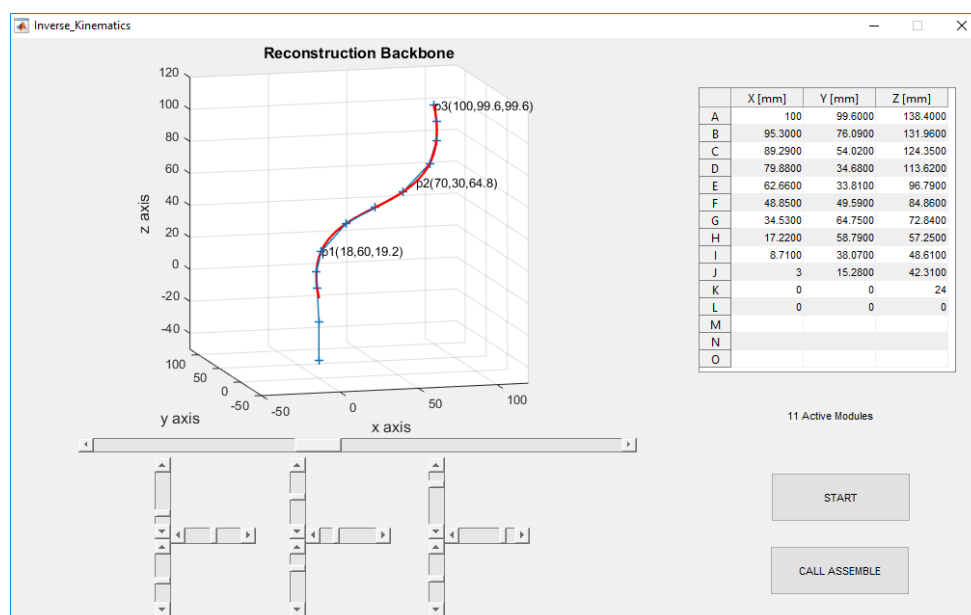 Inverse_Kinematics
Reconstruction Backbone
120
100
80
60
40
20
0
-20
-40
z axis
p3(100,99.6,99.6)
p2(70,30,64.8)
p1(18,60,19.2)
100
50
0
-50
y axis
-50
0
50
100
x axis
X [mm] Y [mm] Z [mm]
A 100 99.6000 138.4000
B 95.3000 76.0900 131.9600
C 89.2900 54.0200 124.3500
D 79.8800 34.6800 113.6200
E 62.6600 33.8100 96.7900
F 48.8500 49.5900 84.8600
G 34.5300 64.7500 72.8400
H 17.2200 58.7900 57.2500
I 8.7100 38.0700 48.6100
J 3 15.2800 42.3100
K 0 0 24
L 0 0 0
M
N
O
11 Active Modules
START
CALL ASSEMBLE